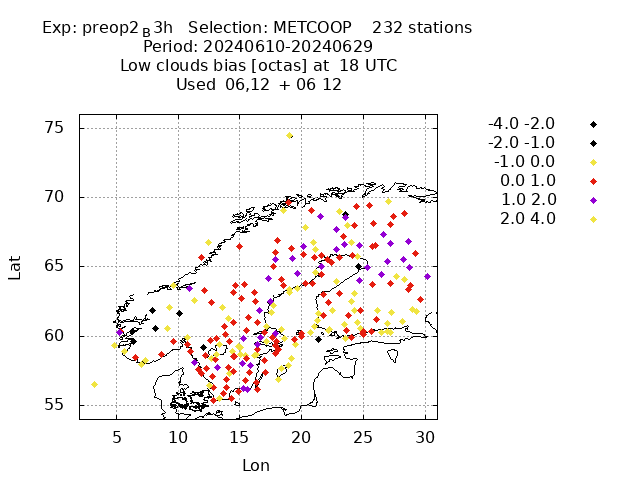 Exp: preop2_B3h Selection: METCOOP 232 stations
Period: 20240610-20240629
Low clouds bias [octas] at 18 UTC
Used 06,12 + 06 12
75
70
65
60
55
5 10 15 20 25 30
Lat
Lon
-4.0 -2.0
-2.0 -1.0
-1.0 0.0
0.0 1.0
1.0 2.0
2.0 4.0